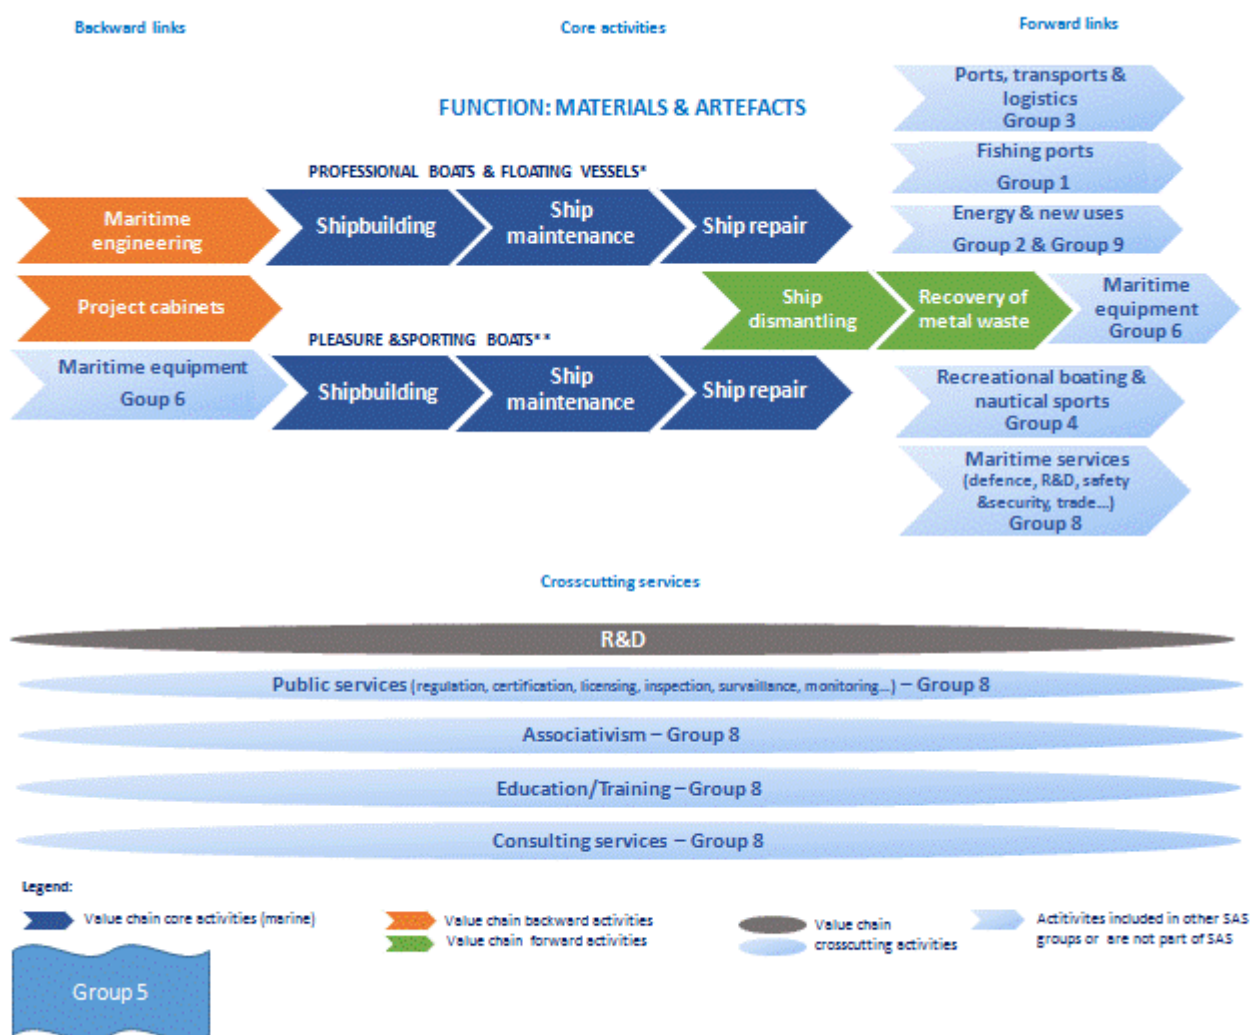 Backward links
Core activities
Forward links
FUNCTION: MATERIALS & ARTEFACTS
Ports, transports &
logistics
Group 3
Fishing ports
Group 1
Energy & new uses
Group 2 & Group 9
PROFESSIONAL BOATS & FLOATING VESSELS*
Maritime
engineering
Shipbuilding
Ship
maintenance
Ship repair
Project cabinets
Ship
dismantling
Recovery of
metal waste
Maritime
equipment
Group 6
PLEASURE &SPORTING BOATS**
Maritime equipment
Goup 6
Shipbuilding
Ship
maintenance
Ship repair
Recreational boating &
nautical sports
Group 4
Maritime services
(defence, R&D, safety
&security, trade...)
Group 8
Crosscutting services
R&D
Public services (regulation, certification, licensing, inspection, survaillance, monitoring...) – Group 8
Associativism – Group 8
Education/Training – Group 8
Consulting services – Group 8
Legend:
Value chain core activities (marine)
Value chain backward activities
Value chain forward activities
Value chain
crosscutting activities
Actitivites included in other SAS
groups or are not part of SAS
Group 5